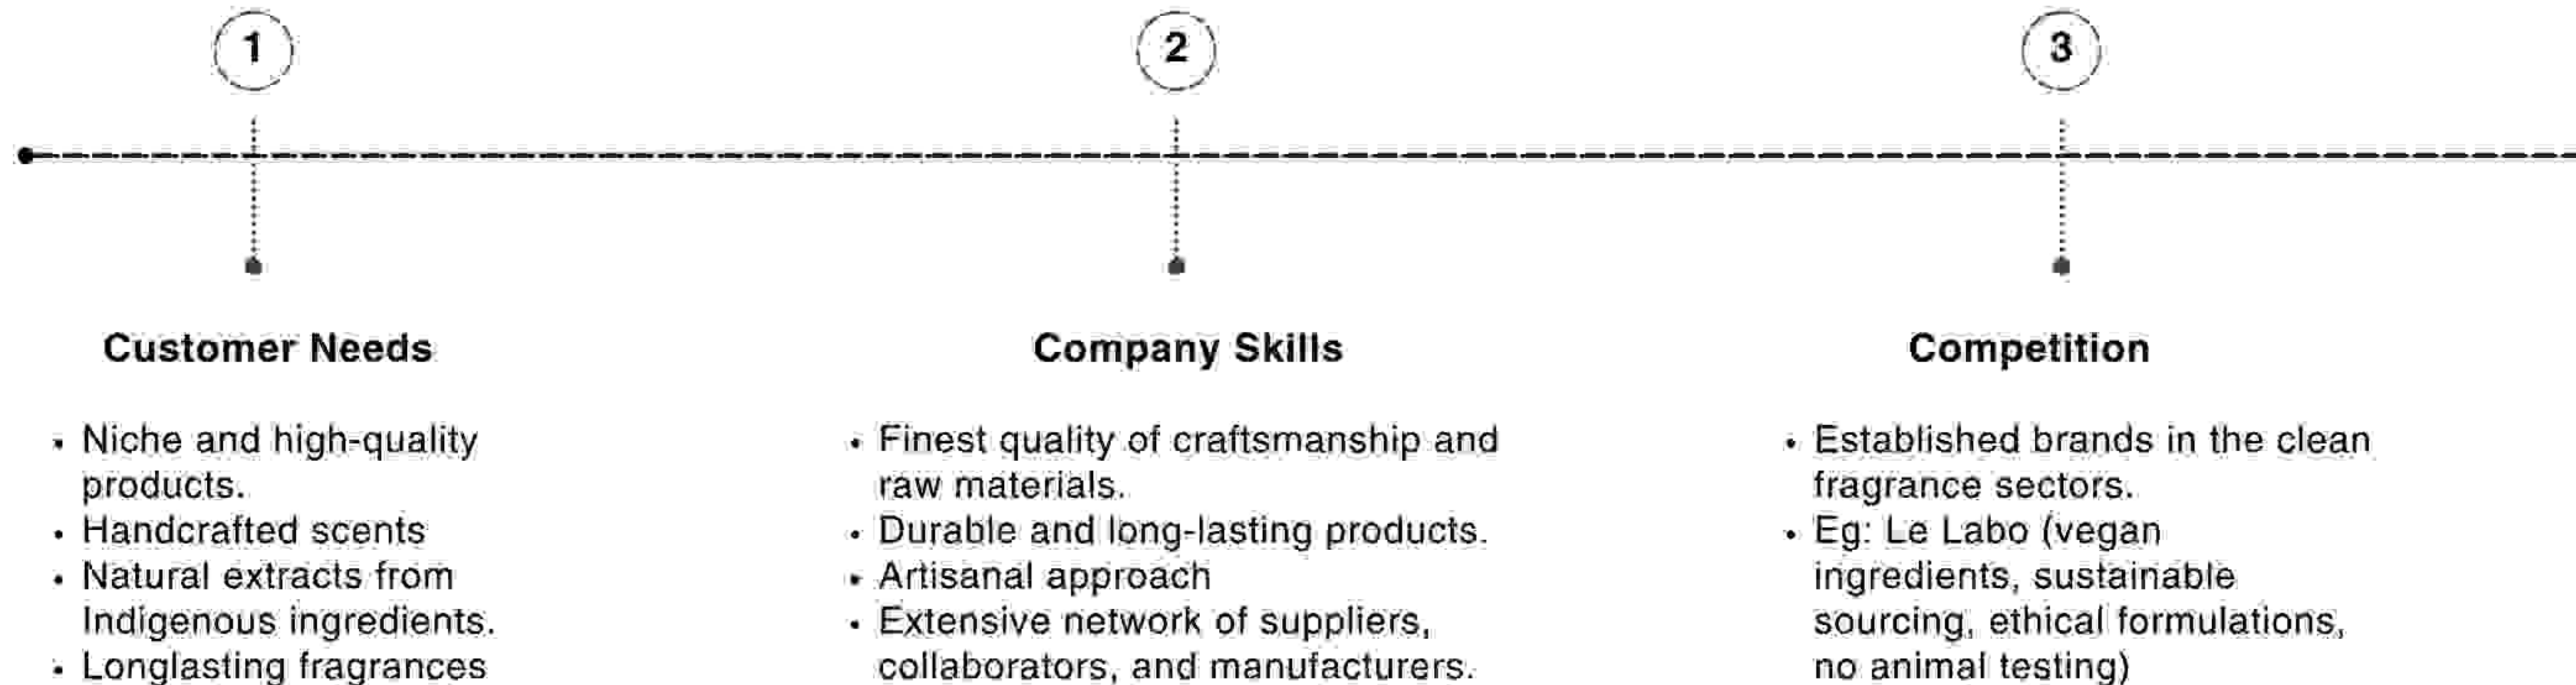 1
2
3
Customer Needs
• Niche and high-quality
products.
• Handcrafted scents
• Natural extracts from
Indigenous ingredients.
• Longlasting fragrances
Company Skills
• Finest quality of craftsmanship and
raw materials.
• Durable and long-lasting products.
• Artisanal approach
• Extensive network of suppliers,
collaborators, and manufacturers.
Competition
• Established brands in the clean
fragrance sectors.
• Eg: Le Labo (vegan
ingredients, sustainable
sourcing, ethical formulations,
no animal testing)